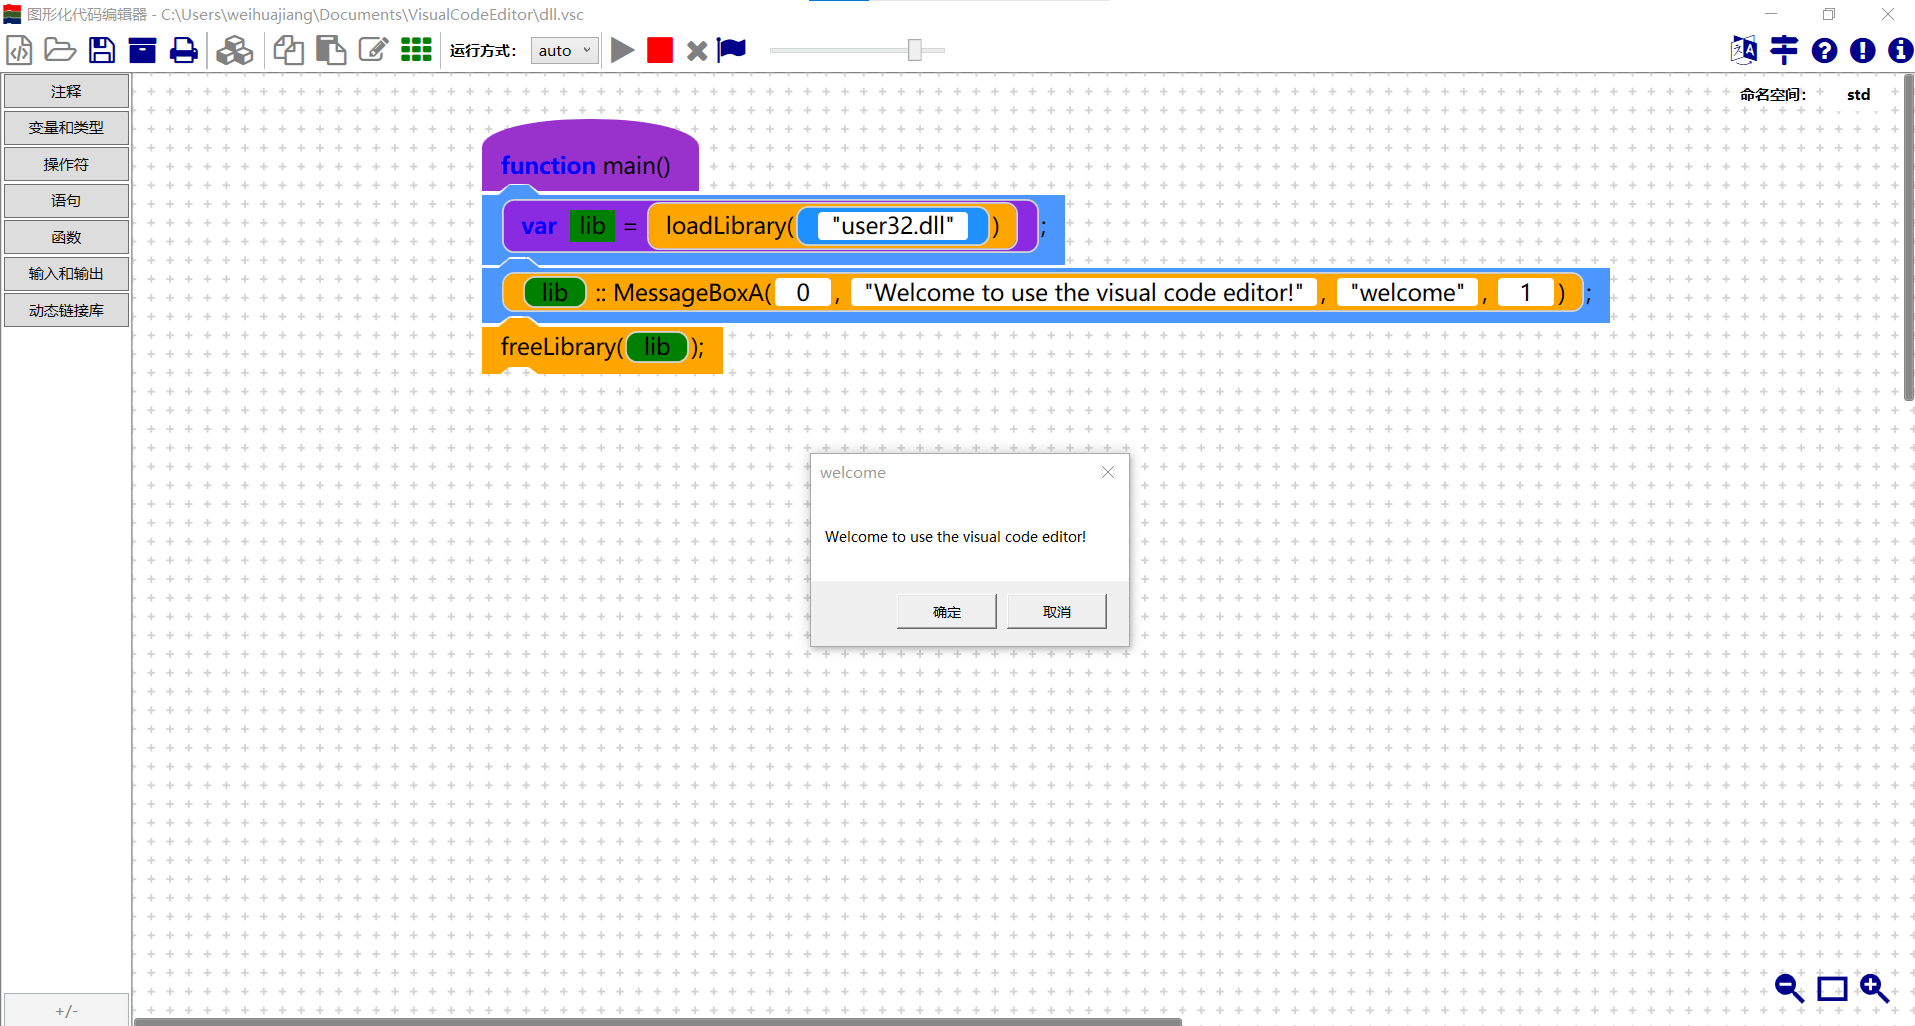 图形化代码编辑器 - C:\Users\weihuajiang\Documents\VisualCodeEditor\dll.vsc
运行方式： auto
注释
变量和类型
操作符
语句
函数
输入和输出
动态链接库
+/-
命名空间： std
function main()
var lib = loadLibrary( "user32.dll" ) ;
lib :: MessageBoxA( 0 , "Welcome to use the visual code editor!" , "welcome" , 1 ) ;
freeLibrary( lib );
welcome
Welcome to use the visual code editor!
确定 取消